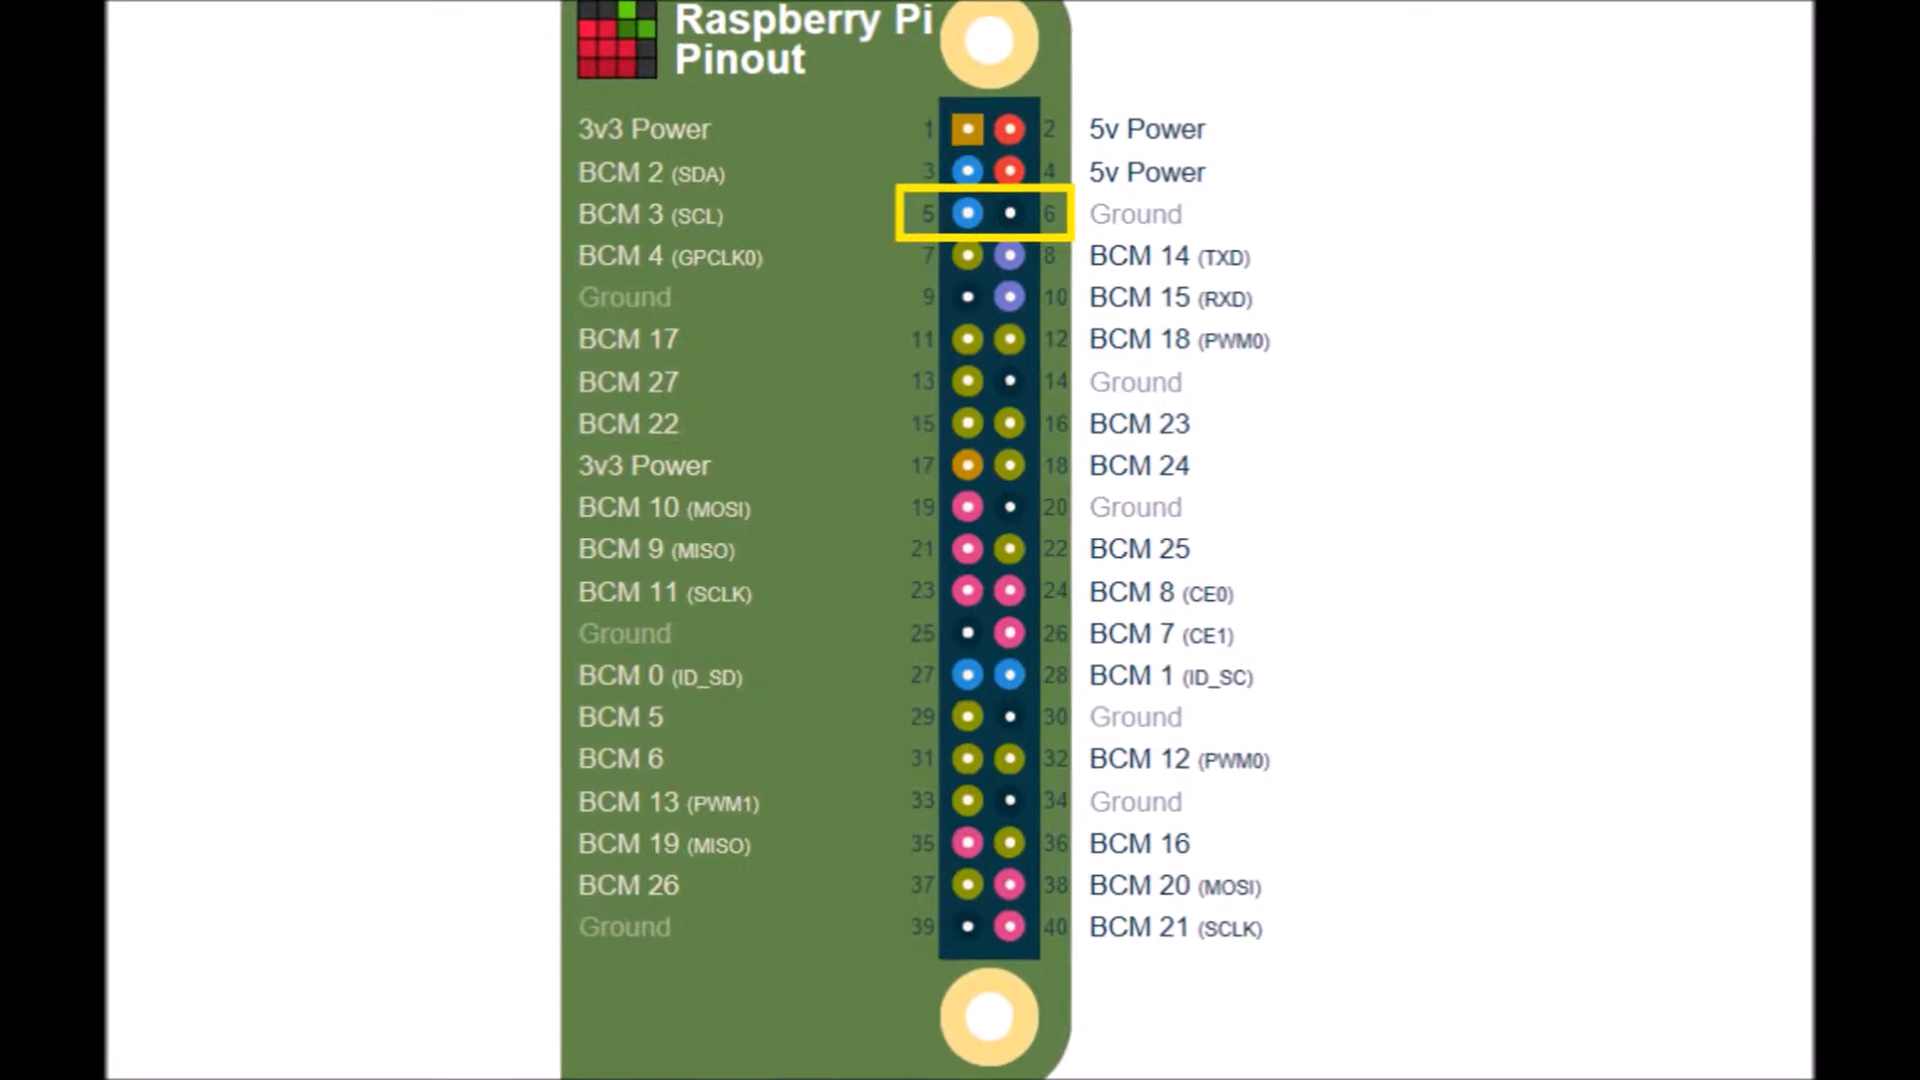 Raspberry Pi
Pinout
3v3 Power 1 2 5v Power
BCM 2 (SDA) 3 4 5v Power
BCM 3 (SCL) 5 6 Ground
BCM 4 (GPCLK0) 7 8 BCM 14 (TXD)
Ground 9 10 BCM 15 (RXD)
BCM 17 11 12 BCM 18 (PWM0)
BCM 27 13 14 Ground
BCM 22 15 16 BCM 23
3v3 Power 17 18 BCM 24
BCM 10 (MOSI) 19 20 Ground
BCM 9 (MISO) 21 22 BCM 25
BCM 11 (SCLK) 23 24 BCM 8 (CE0)
Ground 25 26 BCM 7 (CE1)
BCM 0 (ID_SD) 27 28 BCM 1 (ID_SC)
BCM 5 29 30 Ground
BCM 6 31 32 BCM 12 (PWM0)
BCM 13 (PWM1) 33 34 Ground
BCM 19 (MISO) 35 36 BCM 16
BCM 26 37 38 BCM 20 (MOSI)
Ground 39 40 BCM 21 (SCLK)